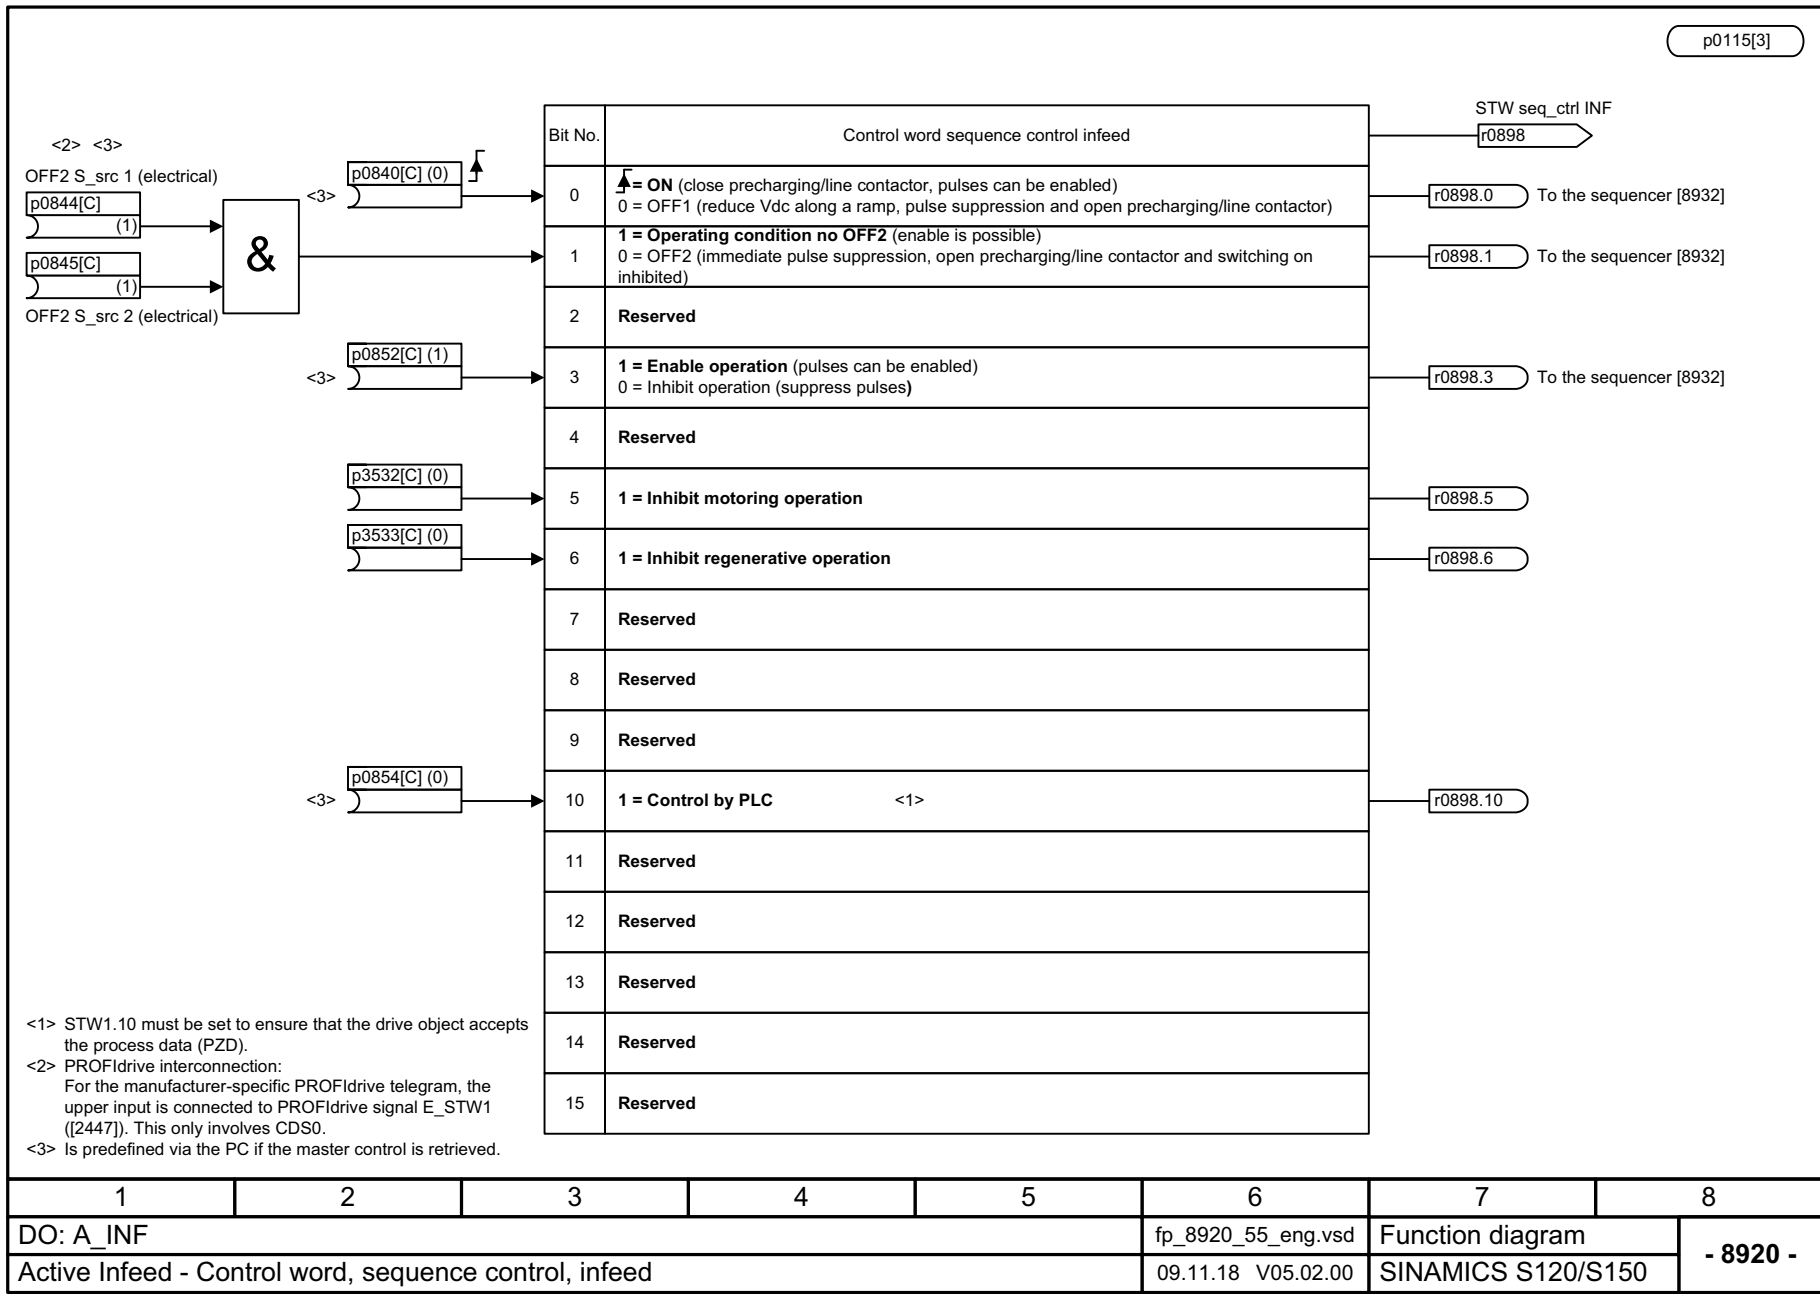 p0115[3]
STW seq_ctrl INF
Bit No.
Control word sequence control infeed
r0898
<2> <3>
OFF2 S_src 1 (electrical)
p0844[C]
(1)
p0845[C]
(1)
OFF2 S_src 2 (electrical)
&
<3>
p0840[C] (0)
0
= ON (close precharging/line contactor, pulses can be enabled)
0 = OFF1 (reduce Vdc along a ramp, pulse suppression and open precharging/line contactor)
r0898.0
To the sequencer [8932]
1
1 = Operating condition no OFF2 (enable is possible)
0 = OFF2 (immediate pulse suppression, open precharging/line contactor and switching on
inhibited)
r0898.1
To the sequencer [8932]
2
Reserved
<3>
p0852[C] (1)
3
1 = Enable operation (pulses can be enabled)
0 = Inhibit operation (suppress pulses)
r0898.3
To the sequencer [8932]
4
Reserved
p3532[C] (0)
5
1 = Inhibit motoring operation
r0898.5
p3533[C] (0)
6
1 = Inhibit regenerative operation
r0898.6
7
Reserved
8
Reserved
9
Reserved
<3>
p0854[C] (0)
10
1 = Control by PLC
<1>
r0898.10
11
Reserved
12
Reserved
13
Reserved
14
Reserved
15
Reserved
<1> STW1.10 must be set to ensure that the drive object accepts
the process data (PZD).
<2> PROFIdrive interconnection:
For the manufacturer-specific PROFIdrive telegram, the
upper input is connected to PROFIdrive signal E_STW1
([2447]). This only involves CDS0.
<3> Is predefined via the PC if the master control is retrieved.
1 2 3 4 5 6 7 8
DO: A_INF
fp_8920_55_eng.vsd
Function diagram
- 8920 -
Active Infeed - Control word, sequence control, infeed
09.11.18 V05.02.00
SINAMICS S120/S150